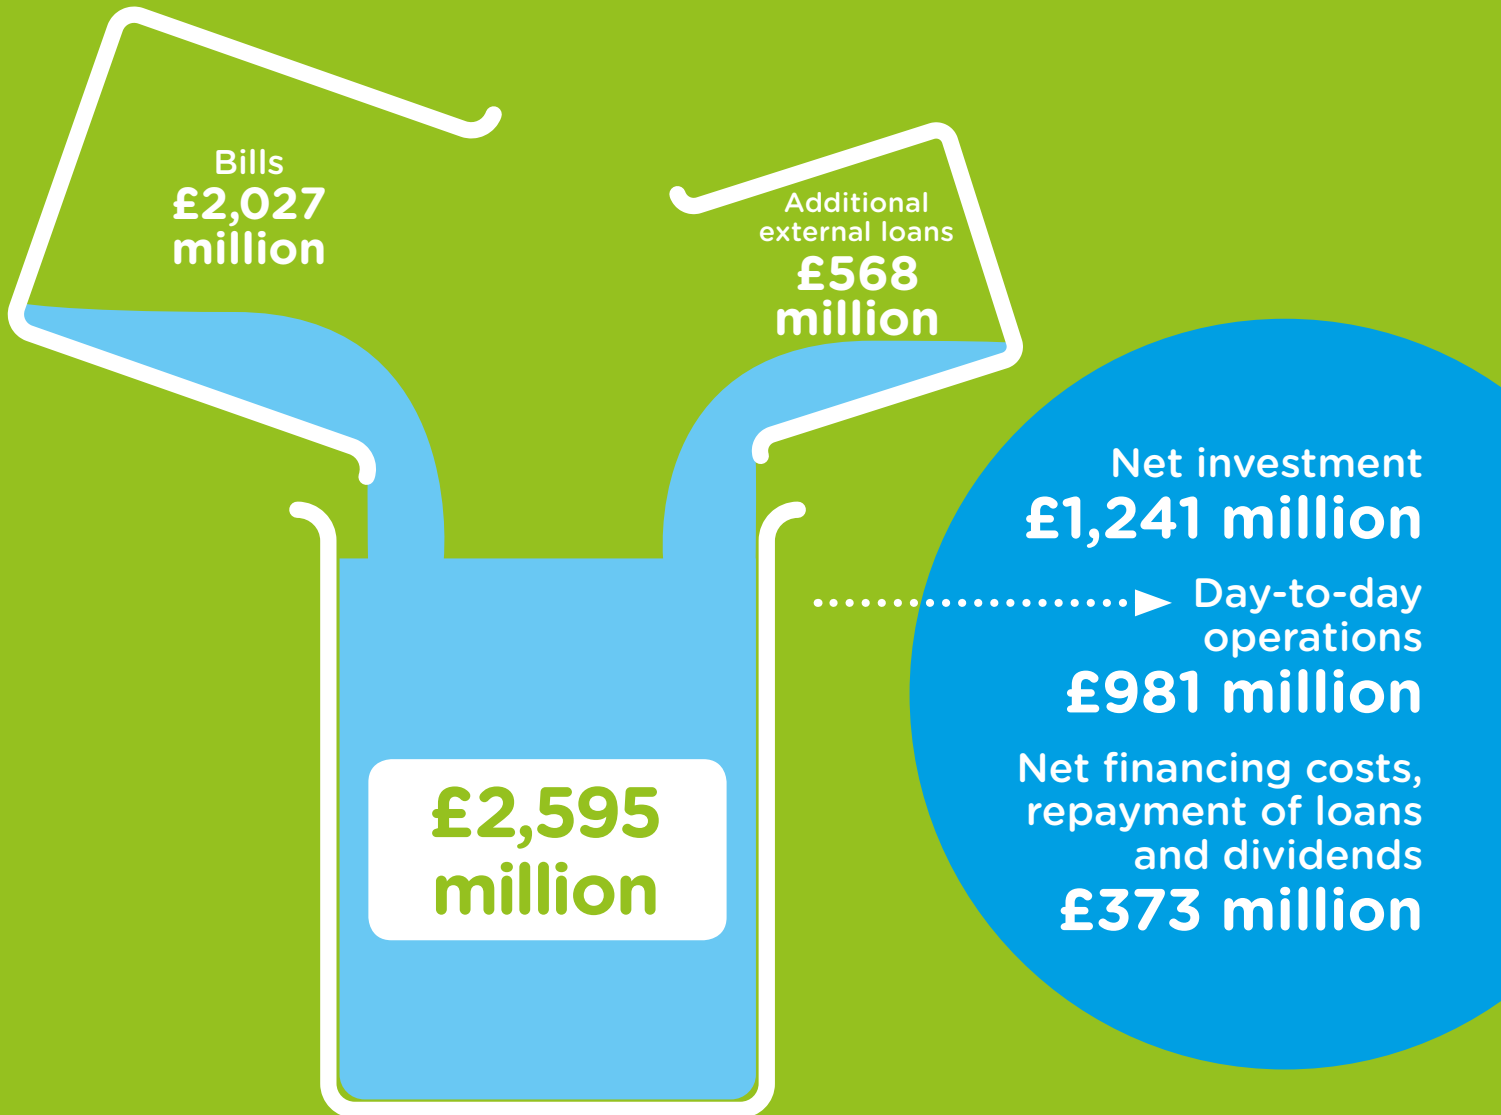 Bills
£2,027
million
Additional
external loans
£568
million
£2,595
million
Net investment
£1,241 million
Day-to-day
operations
£981 million
Net financing costs,
repayment of loans
and dividends
£373 million